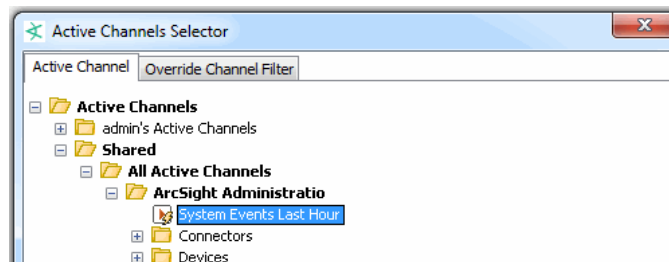 Active Channels Selector
Active Channel Override Channel Filter
Active Channels
admin's Active Channels
Shared
All Active Channels
ArcSight Administratio
System Events Last Hour
Connectors
Devices